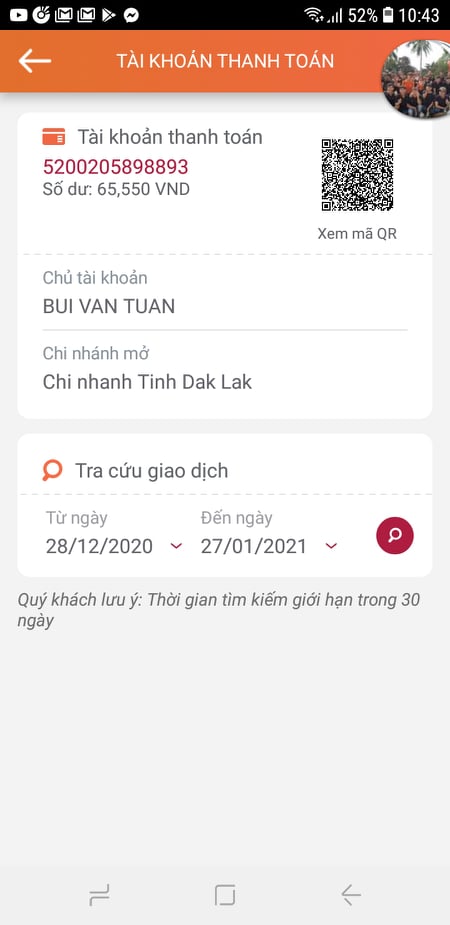 52% 10:43
TÀI KHOẢN THANH TOÁN
Tài khoản thanh toán
5200205898893
Số dư: 65,550 VND
Xem mã QR
Chủ tài khoản
BUI VAN TUAN
Chi nhánh mở
Chi nhanh Tinh Dak Lak
Tra cứu giao dịch
Từ ngày Đến ngày
28/12/2020 27/01/2021
Quý khách lưu ý: Thời gian tìm kiếm giới hạn trong 30
ngày